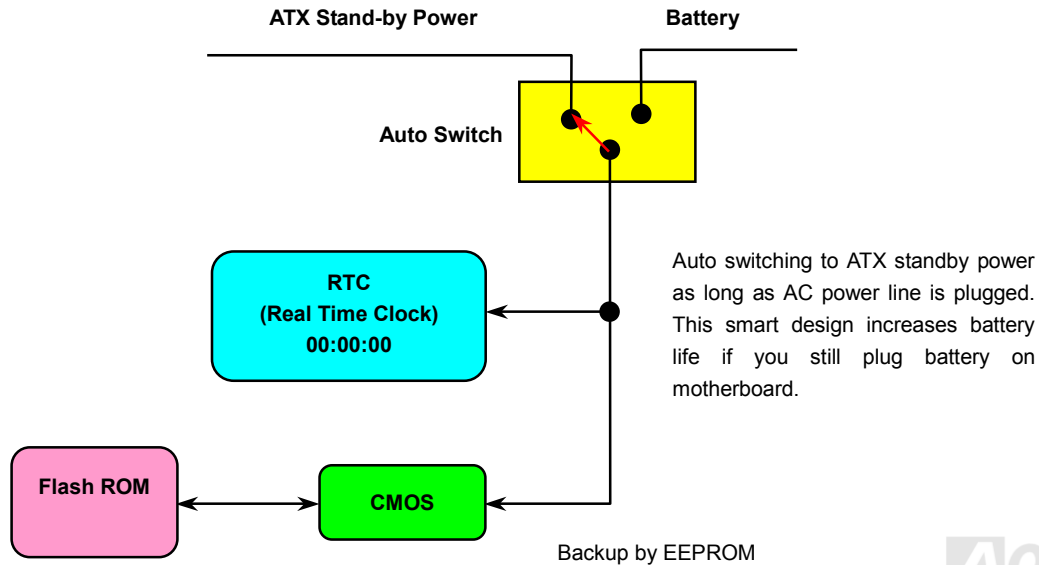 ATX Stand-by Power
Battery
Auto Switch
RTC
(Real Time Clock)
00:00:00
Auto switching to ATX standby power
as long as AC power line is plugged.
This smart design increases battery
life if you still plug battery on
motherboard.
Flash ROM
CMOS
Backup by EEPROM